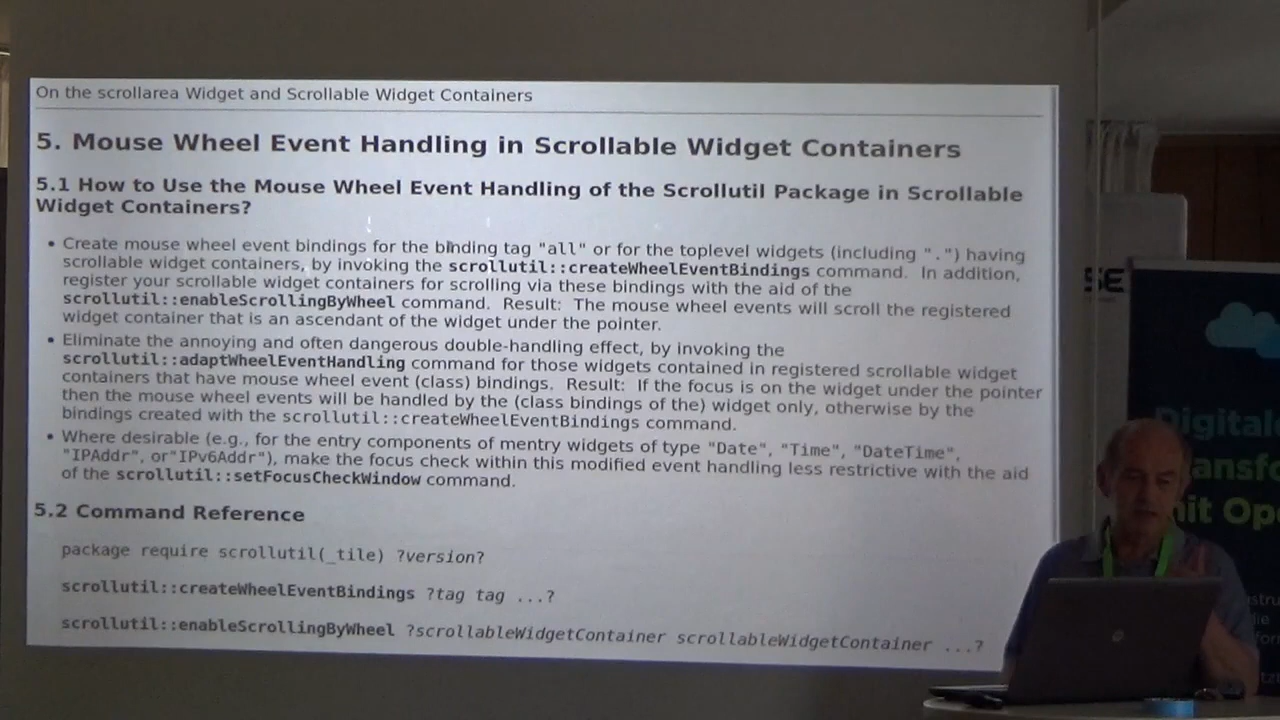 On the scrollarea Widget and Scrollable Widget Containers
5. Mouse Wheel Event Handling in Scrollable Widget Containers
5.1 How to Use the Mouse Wheel Event Handling of the Scrollutil Package in Scrollable
Widget Containers?
• Create mouse wheel event bindings for the binding tag "all" or for the toplevel widgets (including ".") having
scrollable widget containers, by invoking the scrollutil::createWheelEventBindings command. In addition,
register your scrollable widget containers for scrolling via these bindings with the aid of the
scrollutil::enableScrollingByWheel command. Result: The mouse wheel events will scroll the registered
widget container that is an ascendant of the widget under the pointer.
• Eliminate the annoying and often dangerous double-handling effect, by invoking the
scrollutil::adaptWheelEventHandling command for those widgets contained in registered scrollable widget
containers that have mouse wheel event (class) bindings. Result: If the focus is on the widget under the pointer
then the mouse wheel events will be handled by the (class bindings of the) widget only, otherwise by the
bindings created with the scrollutil::createWheelEventBindings command.
• Where desirable (e.g., for the entry components of mentry widgets of type "Date", "Time", "DateTime",
"IPAddr", or"IPv6Addr"), make the focus check within this modified event handling less restrictive with the aid
of the scrollutil::setFocusCheckWindow command.
5.2 Command Reference
package require scrollutil(_tile) ?version?
scrollutil::createWheelEventBindings ?tag tag ...?
scrollutil::enableScrollingByWheel ?scrollableWidgetContainer scrollableWidgetContainer ...?
SE
Digital
ansf
it Op